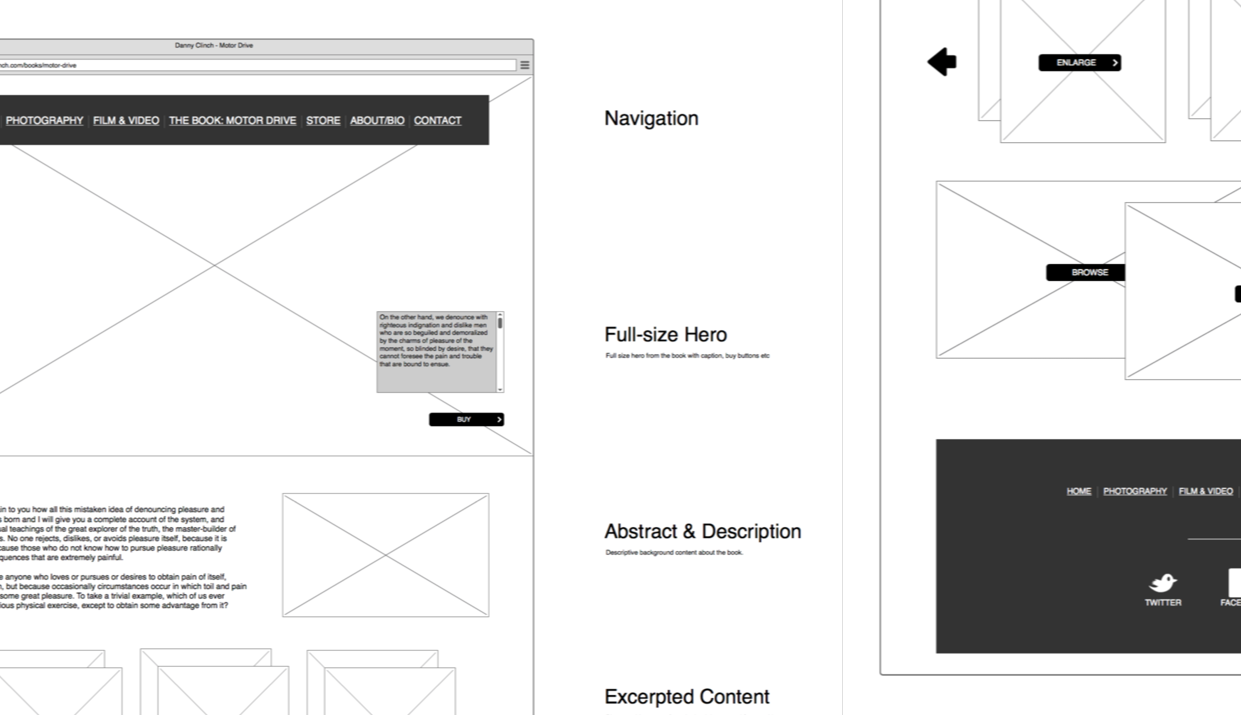 Danny Clinch - Motor Drive
nch.com/books/motor-drive
PHOTOGRAPHY | FILM & VIDEO | THE BOOK: MOTOR DRIVE | STORE | ABOUT/BIO | CONTACT
On the other hand, we denounce with
righteous indignation and dislike men
who are so beguiled and demoralized
by the charms of pleasure of the
moment, so blinded by desire, that they
cannot foresee the pain and trouble
that are bound to ensue.
BUY
in to you how all this mistaken idea of denouncing pleasure and
s born and I will give you a complete account of the system, and
al teachings of the great explorer of the truth, the master-builder of
s. No one rejects, dislikes, or avoids pleasure itself, because it is
cause those who do not know how to pursue pleasure rationally
quences that are extremely painful.
e anyone who loves or pursues or desires to obtain pain of itself,
n, but because occasionally circumstances occur in which toil and pain
some great pleasure. To take a trivial example, which of us ever
ious physical exercise, except to obtain some advantage from it?
Navigation
Full-size Hero
Full size hero from the book with caption, buy buttons etc
Abstract & Description
Descriptive background content about the book.
Excerpted Content
ENLARGE
BROWSE
HOME | PHOTOGRAPHY | FILM & VIDEO |
TWITTER
FACE